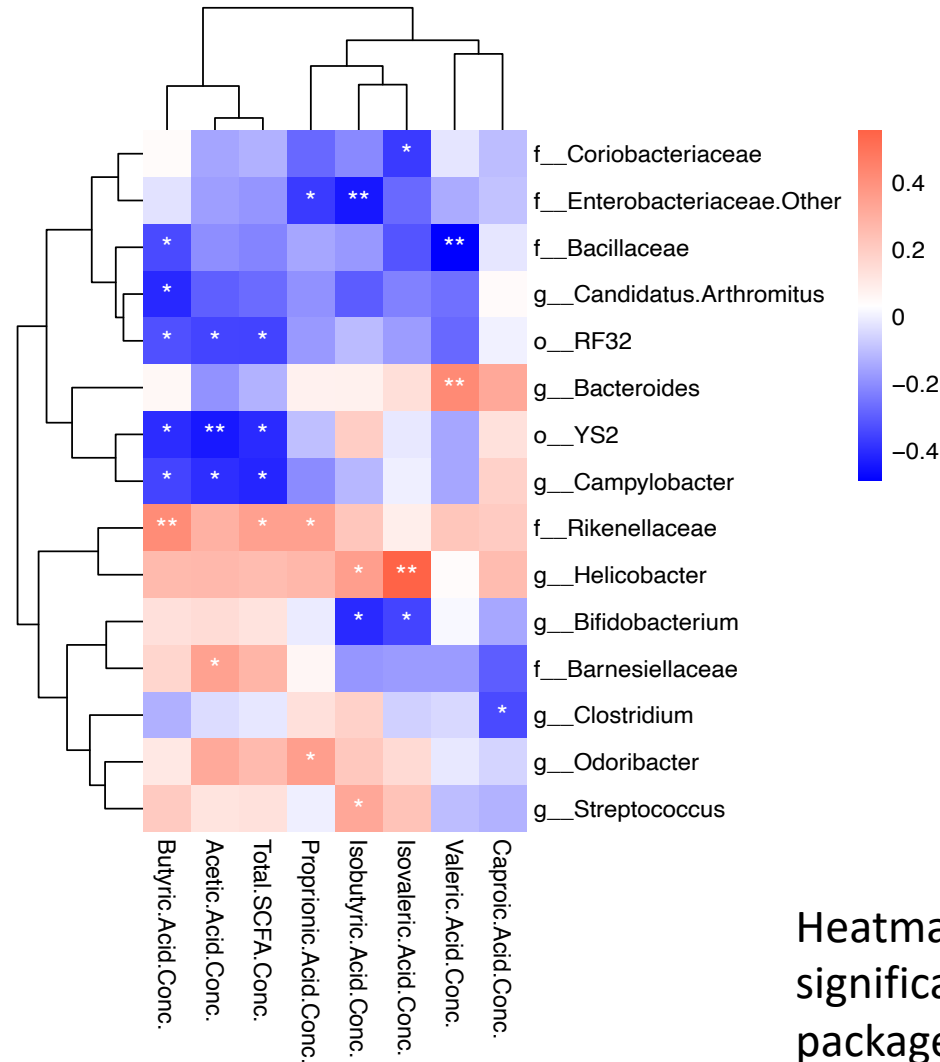 f__Coriobacteriaceae
f__Enterobacteriaceae.Other
f__Bacillaceae
g__Candidatus.Arthromitus
o__RF32
g__Bacteroides
o__YS2
g__Campylobacter
f__Rikenellaceae
g__Helicobacter
g__Bifidobacterium
f__Barnesiellaceae
g__Clostridium
g__Odoribacter
g__Streptococcus
*
* **
* **
*
* * *
**
* ** *
* * *
** * *
* **
* *
*
*
*
*
0.4
0.2
0
−0.2
−0.4
Butyric.Acid.Conc.
Acetic.Acid.Conc.
Total.SCFA.Conc.
Proprionic.Acid.Conc.
Isobutyric.Acid.Conc.
Isovaleric.Acid.Conc.
Valeric.Acid.Conc.
Caproic.Acid.Conc.
Heatma
significa
package